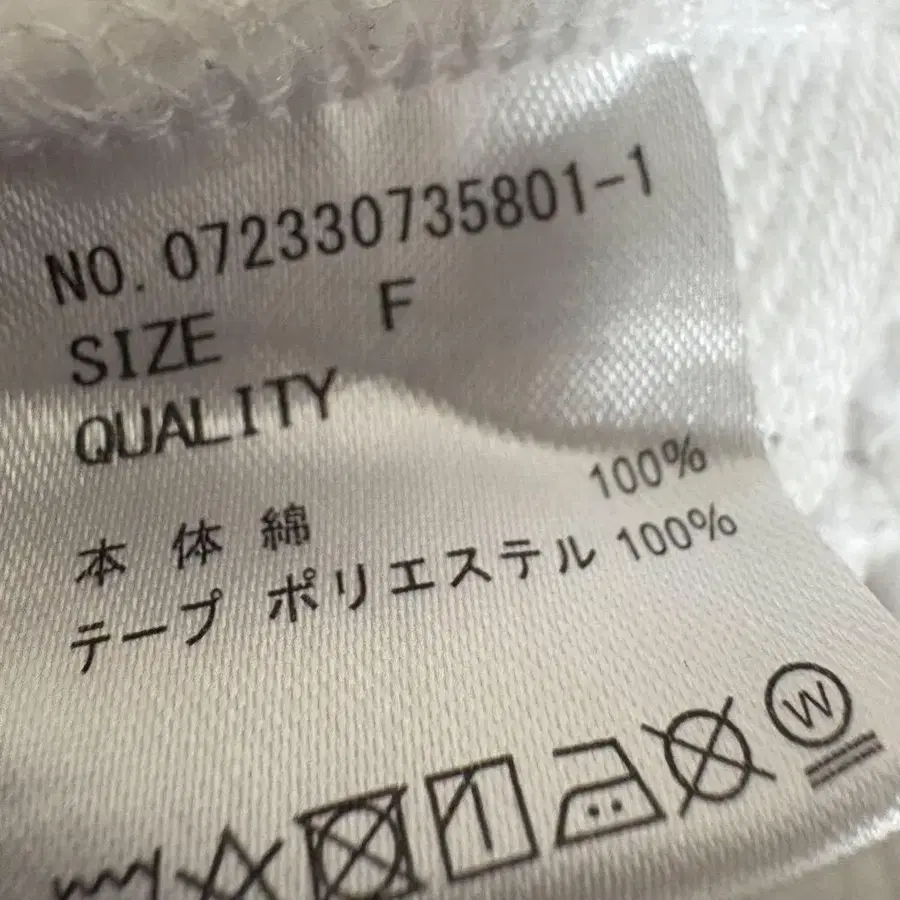 NO. 072330735801-1
SIZE F
QUALITY
本 体 綿 100%
テープ ポリエステル 100%
W